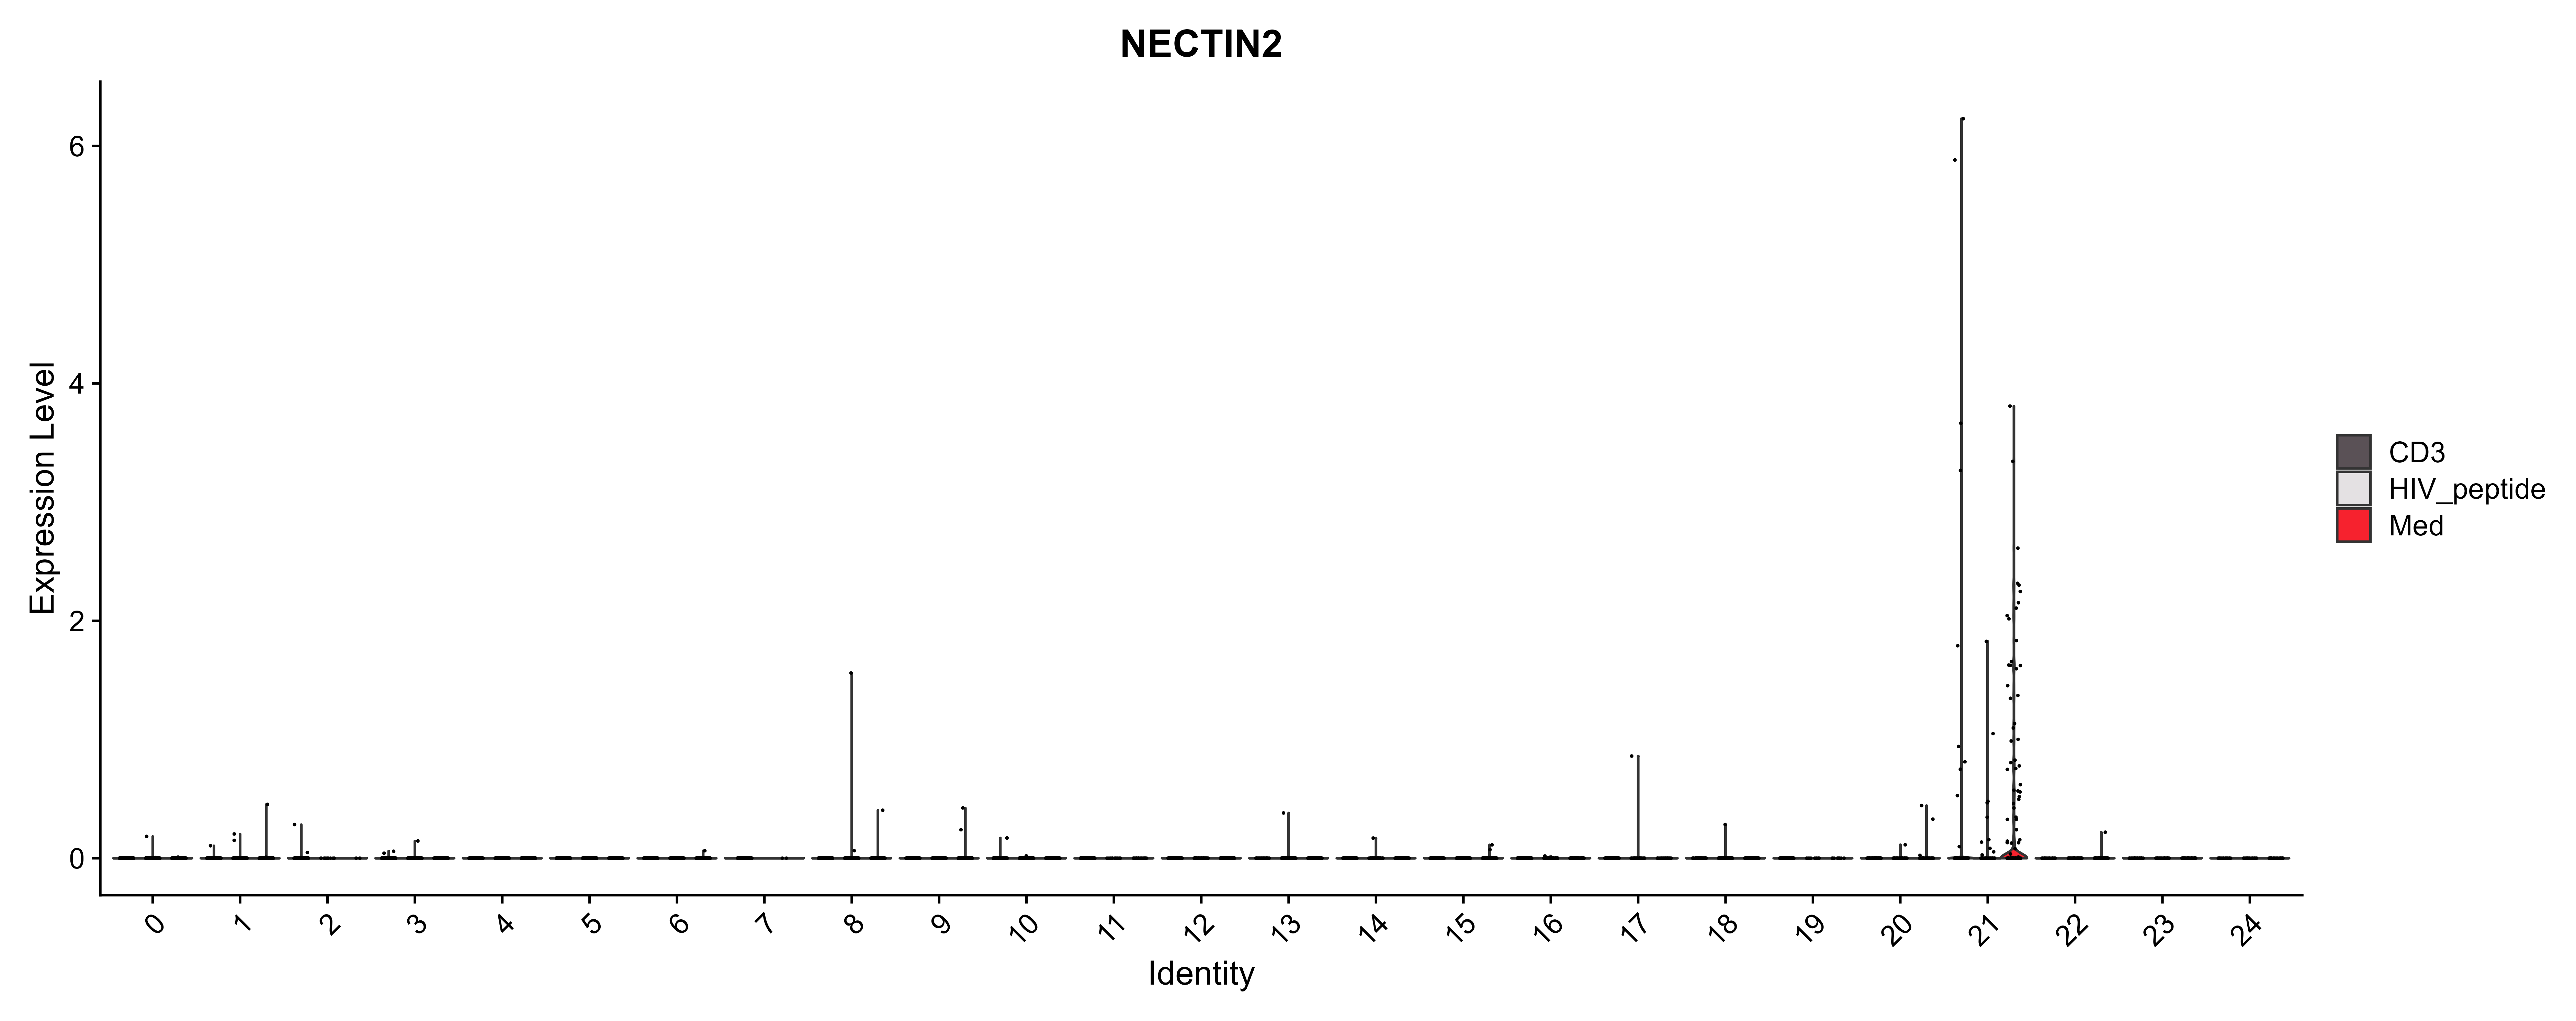 NECTIN2
Expression Level
6
4
2
0
0 1 2 3 4 5 6 7 8 9 10 11 12 13 14 15 16 17 18 19 20 21 22 23 24
Identity
CD3
HIV_peptide
Med